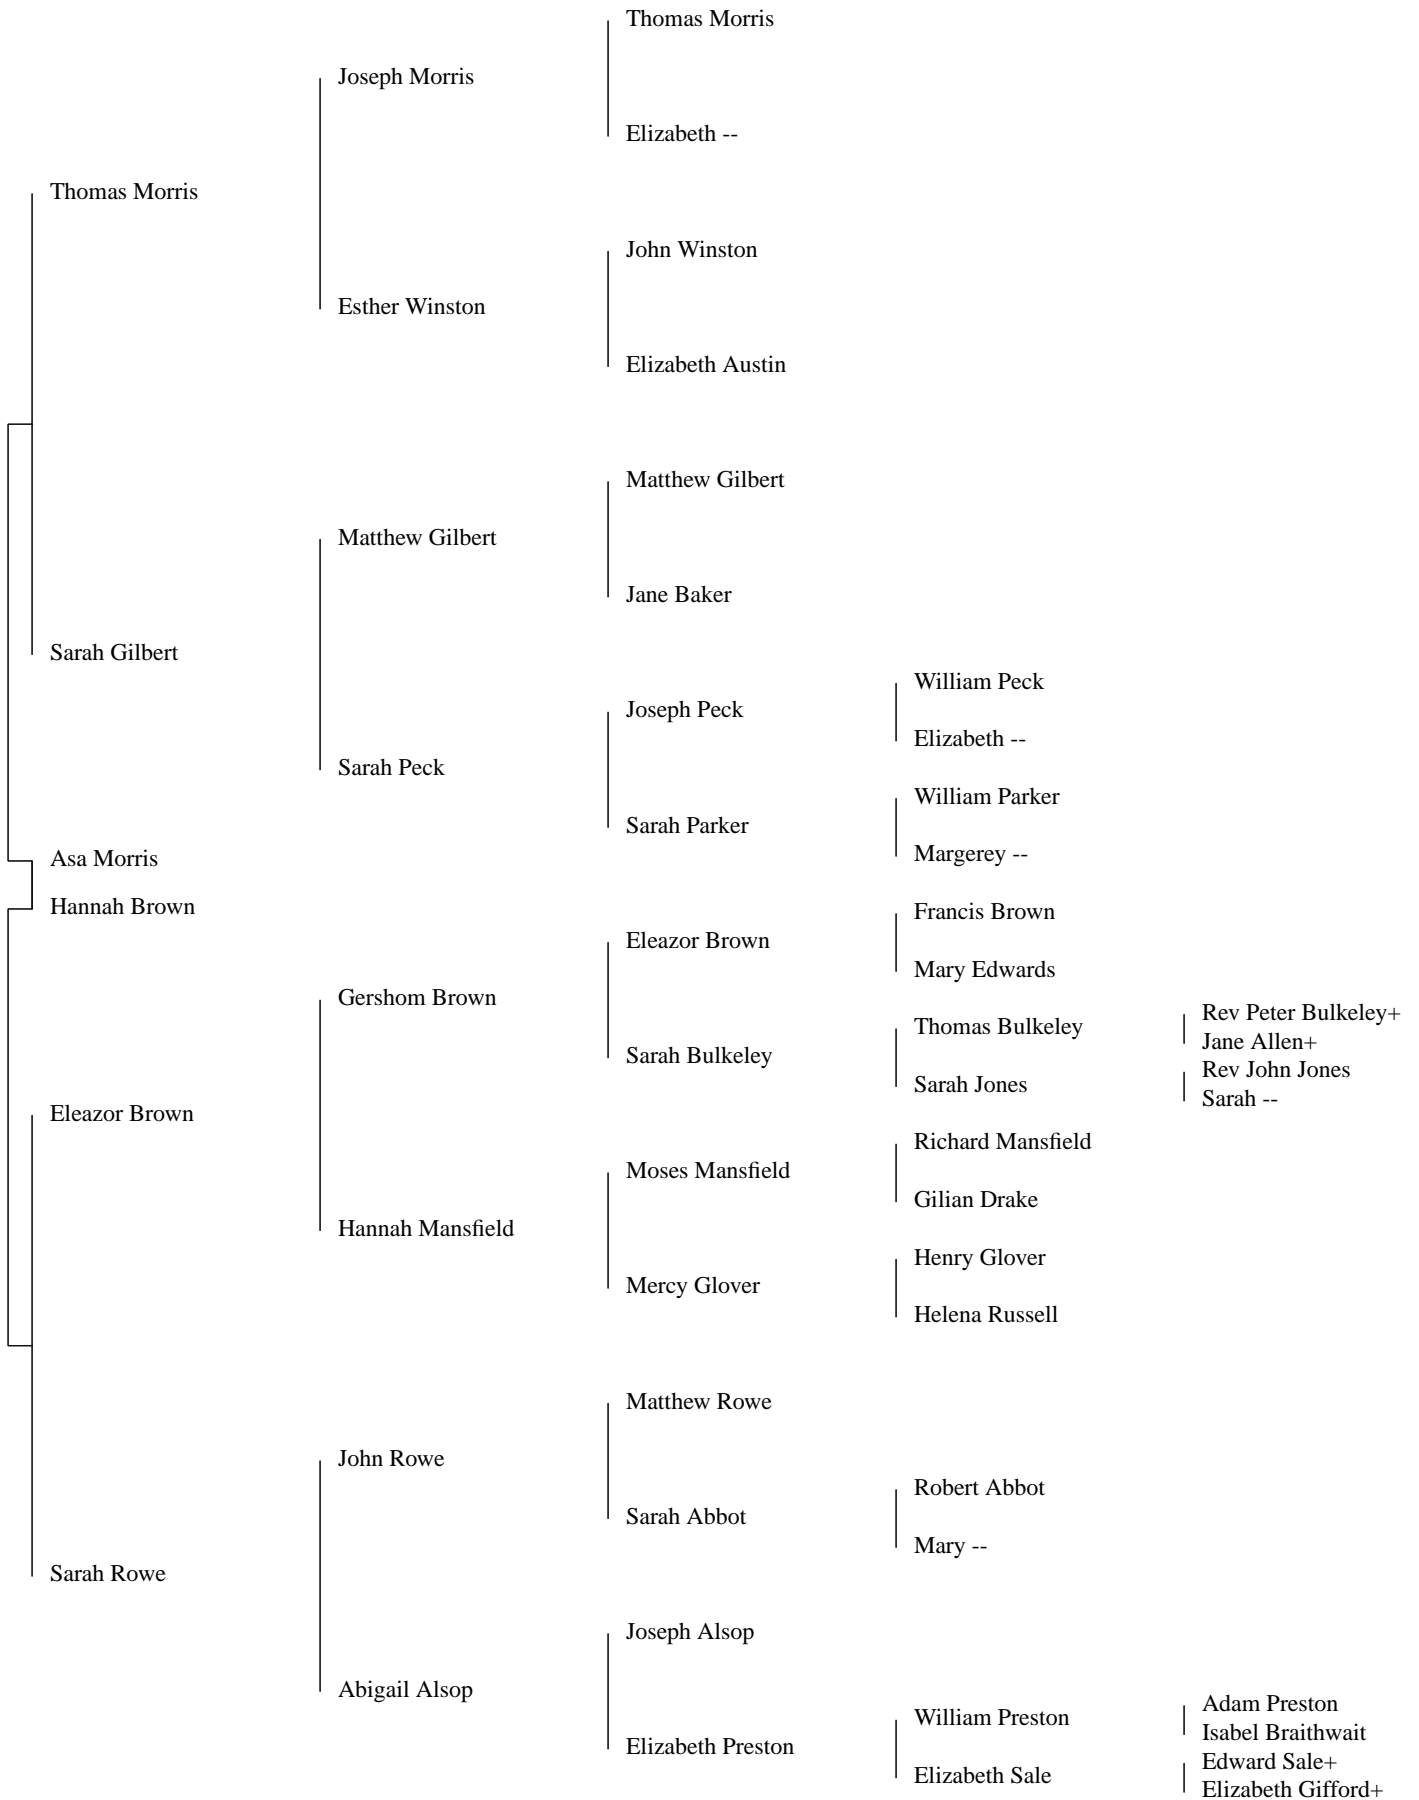 Thomas Morris
Joseph Morris
Elizabeth --
Thomas Morris
John Winston
Esther Winston
Elizabeth Austin
Matthew Gilbert
Matthew Gilbert
Jane Baker
Sarah Gilbert
William Peck
Joseph Peck
Elizabeth --
Sarah Peck
William Parker
Sarah Parker
Margerey --
Asa Morris
Hannah Brown
Francis Brown
Eleazor Brown
Mary Edwards
Gershom Brown
Rev Peter Bulkeley+
Thomas Bulkeley
Jane Allen+
Sarah Bulkeley
Rev John Jones
Sarah Jones
Sarah --
Eleazor Brown
Richard Mansfield
Moses Mansfield
Gilian Drake
Hannah Mansfield
Henry Glover
Mercy Glover
Helena Russell
Matthew Rowe
John Rowe
Robert Abbot
Sarah Abbot
Mary --
Sarah Rowe
Joseph Alsop
Abigail Alsop
Adam Preston
William Preston
Isabel Braithwait
Elizabeth Preston
Edward Sale+
Elizabeth Sale
Elizabeth Gifford+